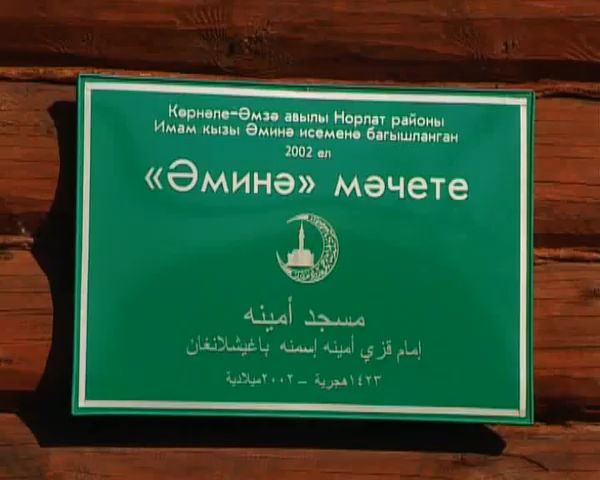 Көрнәле-Әмзә авылы Норлат районы
Имам кызы Әминә исеменә багышланган
2002 ел
«Әминә» мәчете
مسجد أمينه
إمام قزي أمينه إسمنه باغيشلانغان
١٤٢٣هجرية – ٢٠٠٢ميلادية